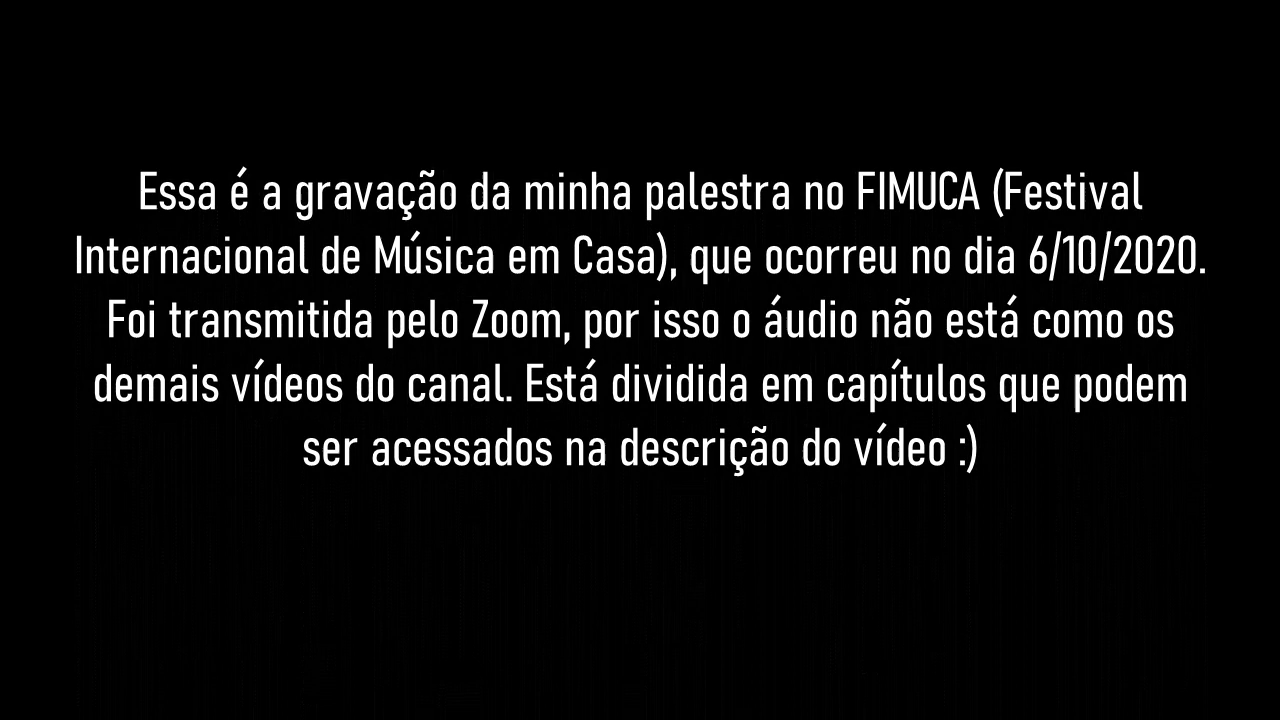 Essa é a gravação da minha palestra no FIMUCA (Festival
Internacional de Música em Casa), que ocorreu no dia 6/10/2020.
Foi transmitida pelo Zoom, por isso o áudio não está como os
demais vídeos do canal. Está dividida em capítulos que podem
ser acessados na descrição do vídeo :)